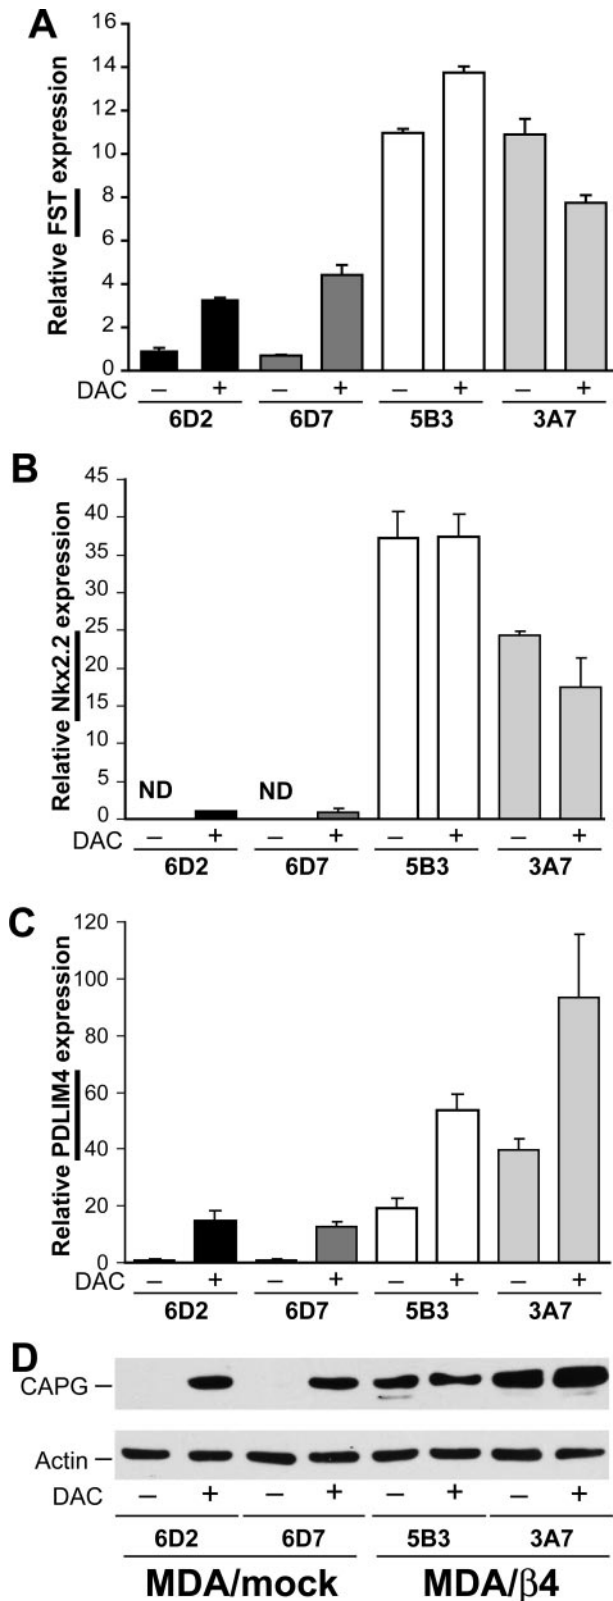 A
Relative FST expression
16
14
12
10
8
6
4
2
0
DAC – + – + – + – +
6D2 6D7 5B3 3A7
B
Relative Nkx2.2 expression
45
40
35
30
25
20
15
10
5
0
ND ND
DAC – + – + – + – +
6D2 6D7 5B3 3A7
C
Relative PDLIM4 expression
120
100
80
60
40
20
0
DAC – + – + – + – +
6D2 6D7 5B3 3A7
D
CAPG –
Actin –
DAC – + – + – + – +
6D2 6D7 5B3 3A7
MDA/mock MDA/β4